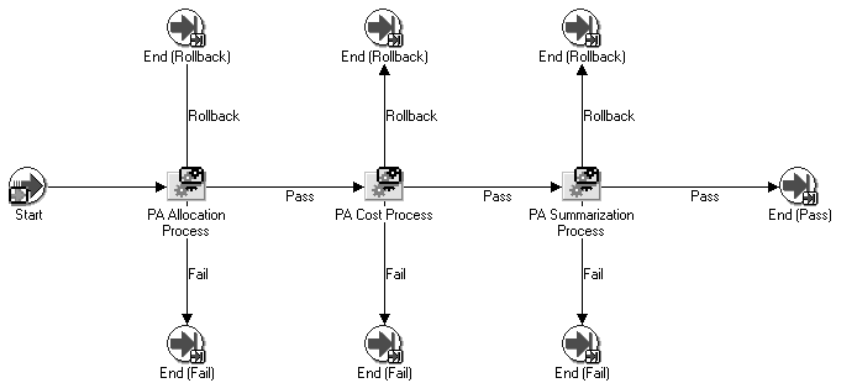 End (Rollback)
End (Rollback)
End (Rollback)
Rollback
Rollback
Rollback
Start
PA Allocation
Process
Pass
PA Cost Process
Pass
PA Summarization
Process
Pass
End (Pass)
Fail
Fail
Fail
End (Fail)
End (Fail)
End (Fail)